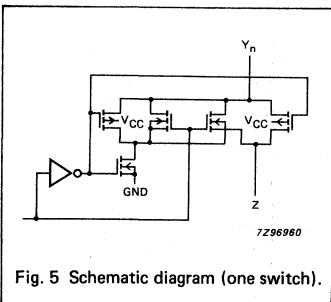 Yn
VCC
VCC
GND
Z
7Z96960
Fig. 5 Schematic diagram (one switch).